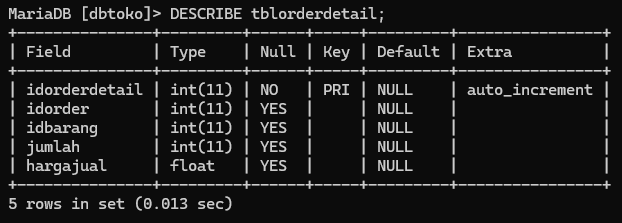 MariaDB [dbtoko]> DESCRIBE tblorderdetail;
+---------------+---------+------+-----+---------+----------------+
| Field         | Type    | Null | Key | Default | Extra          |
+---------------+---------+------+-----+---------+----------------+
| idorderdetail | int(11) | NO   | PRI | NULL    | auto_increment |
| idorder       | int(11) | YES  |     | NULL    |                |
| idbarang      | int(11) | YES  |     | NULL    |                |
| jumlah        | int(11) | YES  |     | NULL    |                |
| hargajual     | float   | YES  |     | NULL    |                |
+---------------+---------+------+-----+---------+----------------+
5 rows in set (0.013 sec)